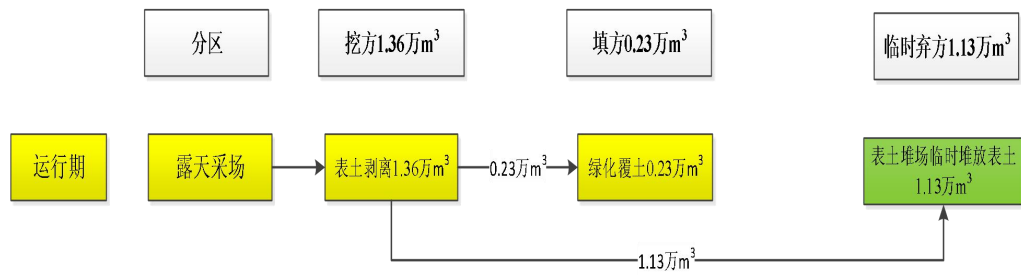 分区
挖方1.36万m³
填方0.23万m³
临时弃方1.13万m³
运行期
露天采场
表土剥离1.36万m³
0.23万m³
绿化覆土0.23万m³
表土堆场临时堆放表土
1.13万m³
1.13万m³